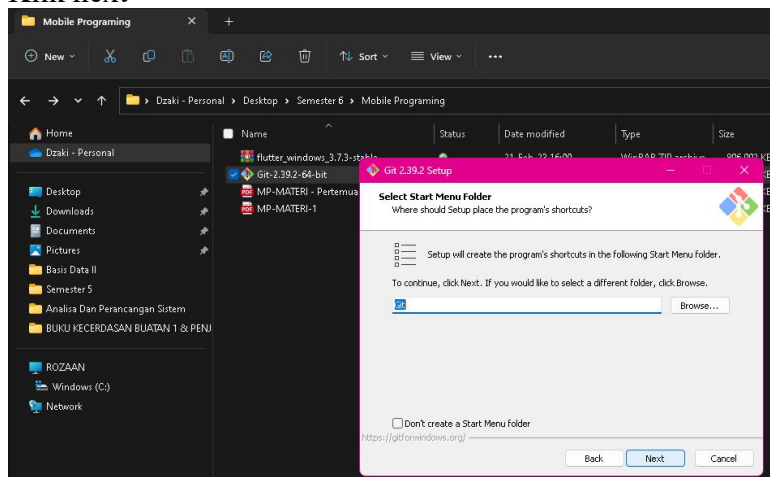 Mobile Programing
New
Sort
View
Dzaki - Personal > Desktop > Semester 6 > Mobile Programing
Home
Dzaki - Personal
Desktop
Downloads
Documents
Pictures
Basis Data II
Semester 5
Analisa Dan Perancangan Sistem
BUKU KECERDASAN BUATAN 1 & PENJ
ROZAAN
Windows (C:)
Network
Name Status Date modified Type Size
flutter_windows_3.7.3-stable 21-Feb-23 16:00 WinRAR ZIP archive
Git-2.39.2-64-bit
MP-MATERI - Pertemua
MP-MATERI-1
Git 2.39.2 Setup
Select Start Menu Folder
Where should Setup place the program's shortcuts?
Setup will create the program's shortcuts in the following Start Menu folder.
To continue, click Next. If you would like to select a different folder, click Browse.
Git
Browse...
Don't create a Start Menu folder
https://gitforwindows.org/
Back Next Cancel